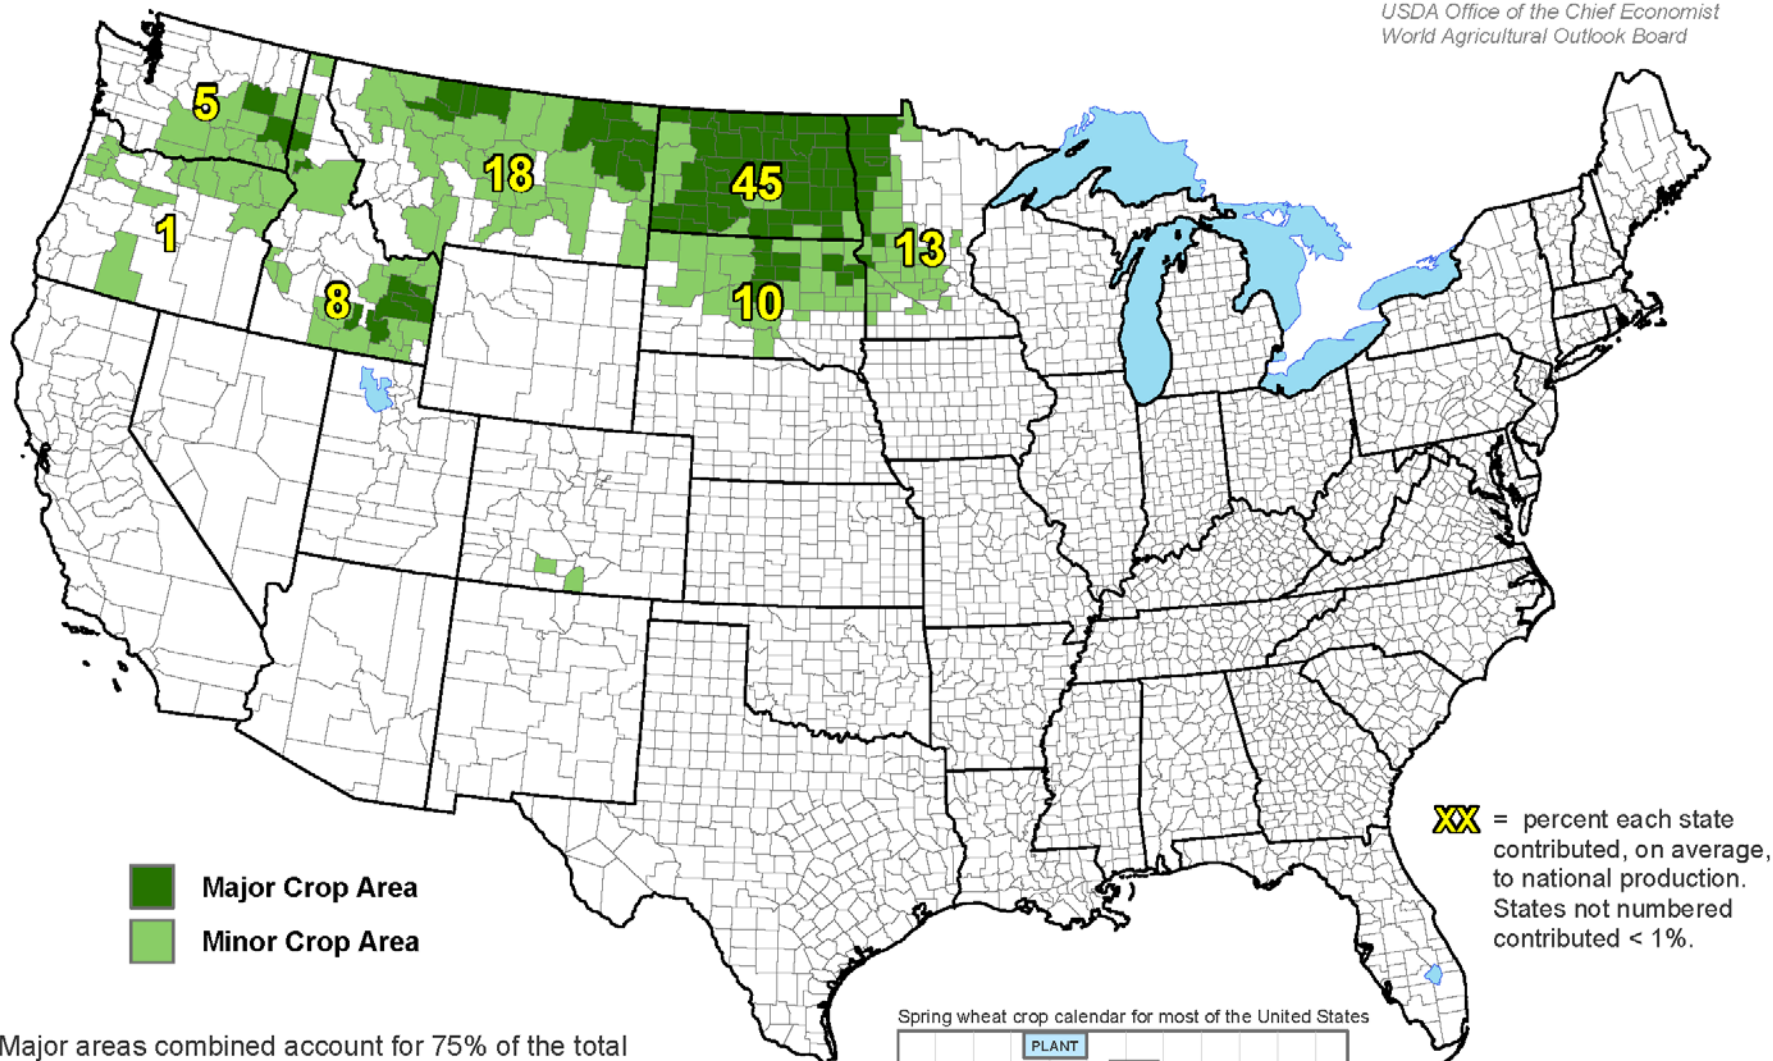 USDA Office of the Chief Economist
World Agricultural Outlook Board
5
18
45
1
13
8
10
XX = percent each state
contributed, on average,
to national production.
States not numbered
contributed < 1%.
Major Crop Area
Minor Crop Area
Spring wheat crop calendar for most of the United States
PLANT
Major areas combined account for 75% of the total